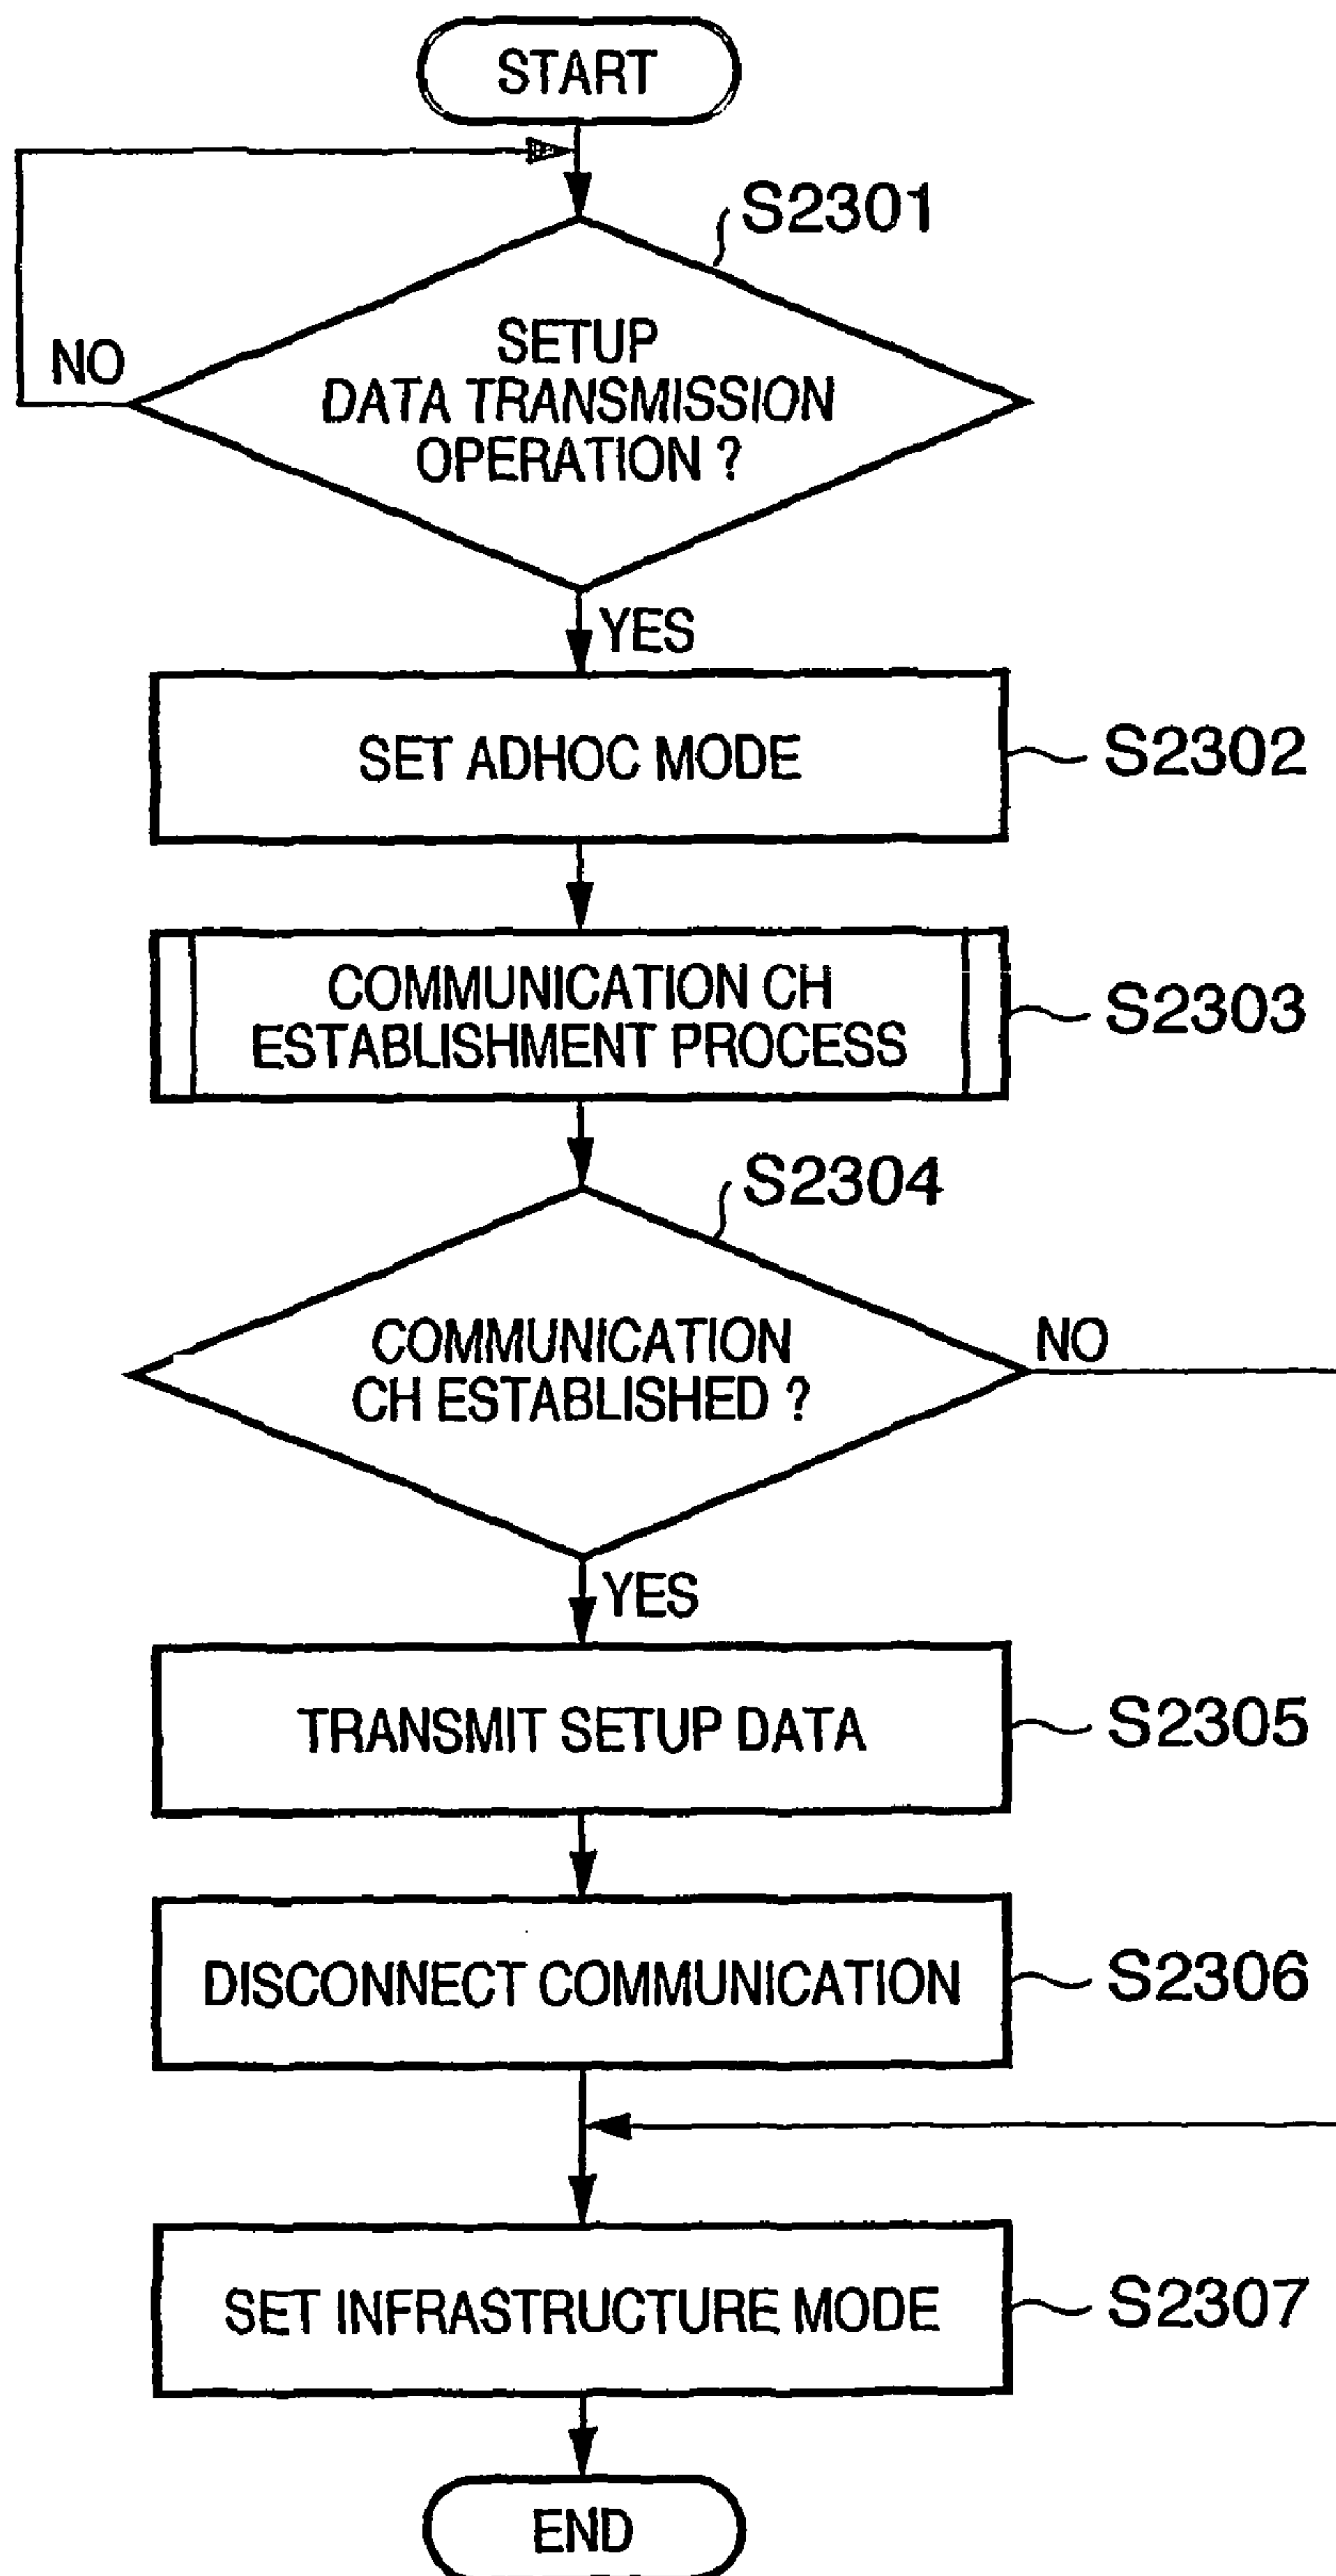 START
S2301
SETUP
DATA TRANSMISSION
OPERATION ?
NO
YES
SET ADHOC MODE
S2302
COMMUNICATION CH
ESTABLISHMENT PROCESS
S2303
S2304
COMMUNICATION
CH ESTABLISHED ?
NO
YES
TRANSMIT SETUP DATA
S2305
DISCONNECT COMMUNICATION
S2306
SET INFRASTRUCTURE MODE
S2307
END